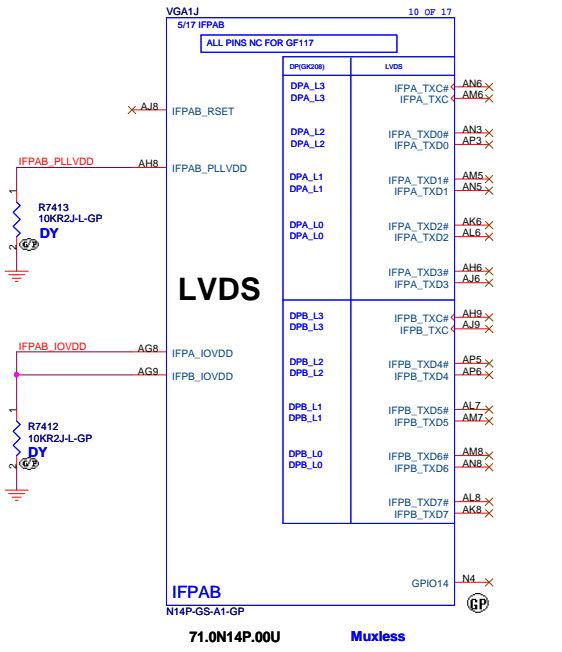 VGA1J 10 OF 17
5/17 IFPAB
ALL PINS NC FOR GF117
DP(GK208) LVDS
DPA_L3 IFPA_TXC# AN6
DPA_L3 IFPA_TXC AM6
AJ8 IFPAB_RSET
DPA_L2 IFPA_TXD0# AN3
DPA_L2 IFPA_TXD0 AP3
IFPAB_PLLVDD AH8 IFPAB_PLLVDD
DPA_L1 IFPA_TXD1# AM5
DPA_L1 IFPA_TXD1 AN5
1
R7413
10KR2J-L-GP
DY
2
G/P
DPA_L0 IFPA_TXD2# AK6
DPA_L0 IFPA_TXD2 AL6
IFPA_TXD3# AH6
IFPA_TXD3 AJ6
LVDS
DPB_L3 IFPB_TXC# AH9
DPB_L3 IFPB_TXC AJ9
IFPAB_IOVDD AG8 IFPA_IOVDD
AG9 IFPB_IOVDD
DPB_L2 IFPB_TXD4# AP5
DPB_L2 IFPB_TXD4 AP6
1
R7412
10KR2J-L-GP
DY
2
G/P
DPB_L1 IFPB_TXD5# AL7
DPB_L1 IFPB_TXD5 AM7
DPB_L0 IFPB_TXD6# AM8
DPB_L0 IFPB_TXD6 AN8
IFPB_TXD7# AL8
IFPB_TXD7 AK8
GPIO14 N4
IFPAB
GP
N14P-GS-A1-GP
71.0N14P.00U Muxless